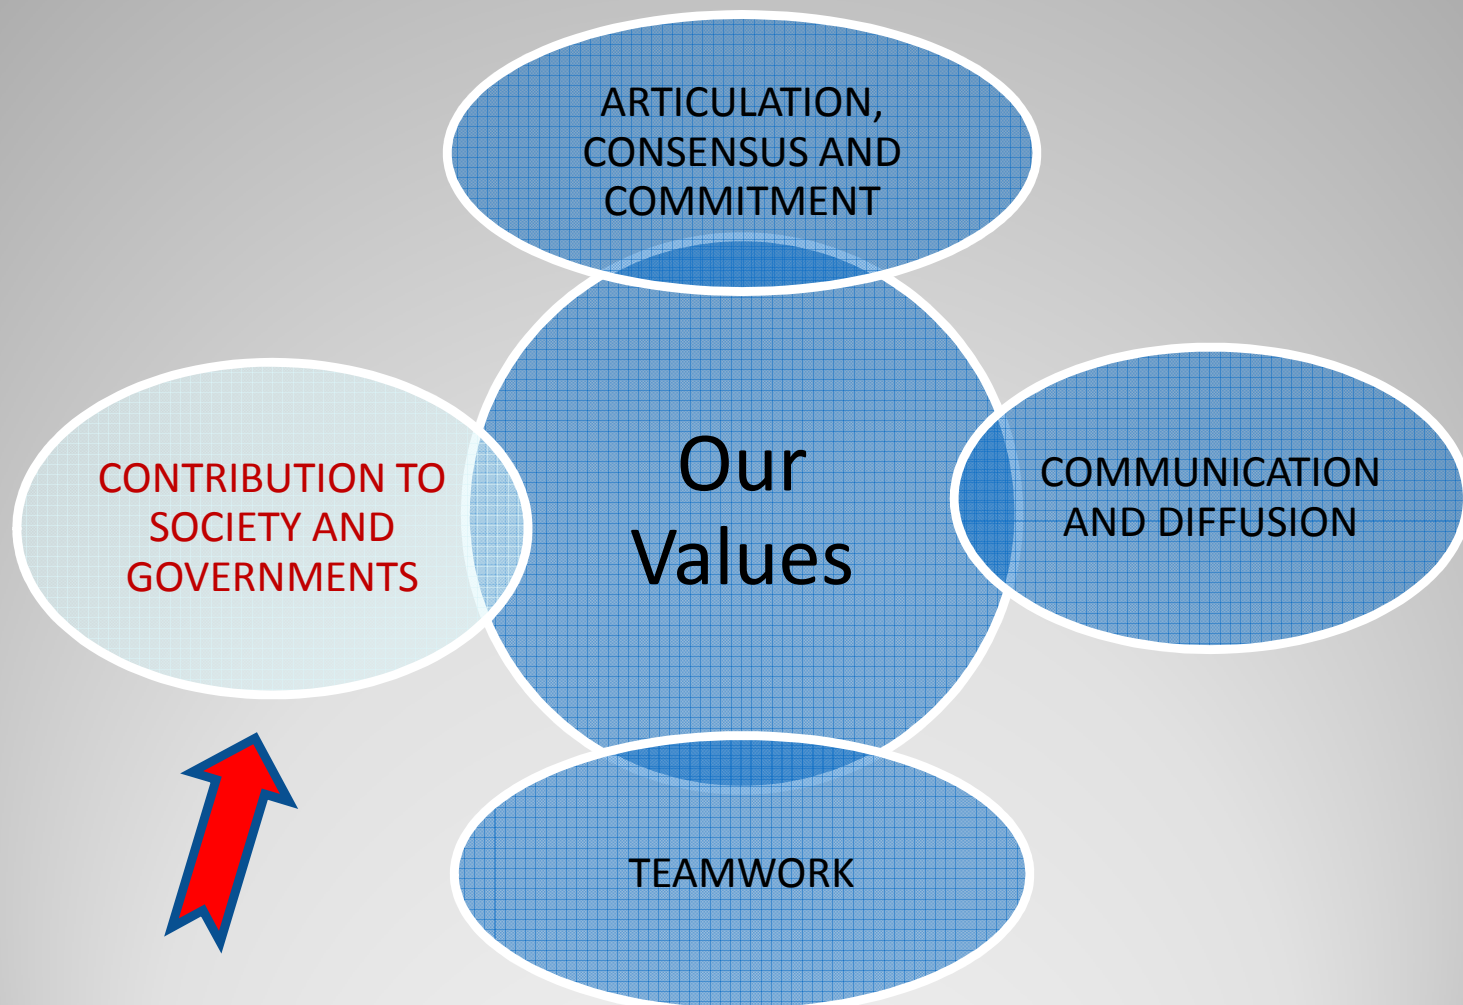 ARTICULATION,
CONSENSUS AND
COMMITMENT
CONTRIBUTION TO
SOCIETY AND
GOVERNMENTS
Our
Values
COMMUNICATION
AND DIFFUSION
TEAMWORK